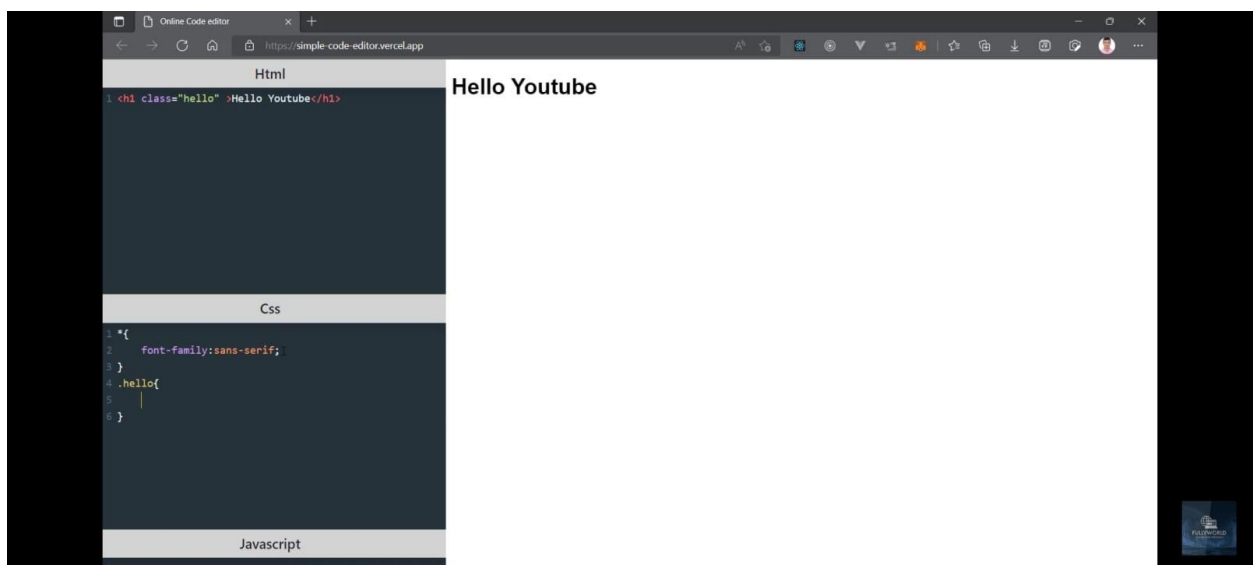 Online Code editor
https://simple-code-editor.vercel.app
Html
1 <h1 class="hello" >Hello Youtube</h1>
Hello Youtube
Css
1 *{
2 font-family:sans-serif;
3 }
4 .hello{
5
6 }
Javascript